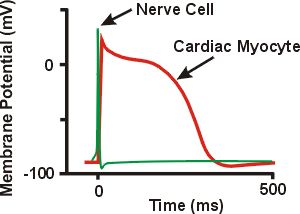 Nerve Cell
Cardiac Myocyte
Membrane Potential (mV)
0
-100
0
500
Time (ms)